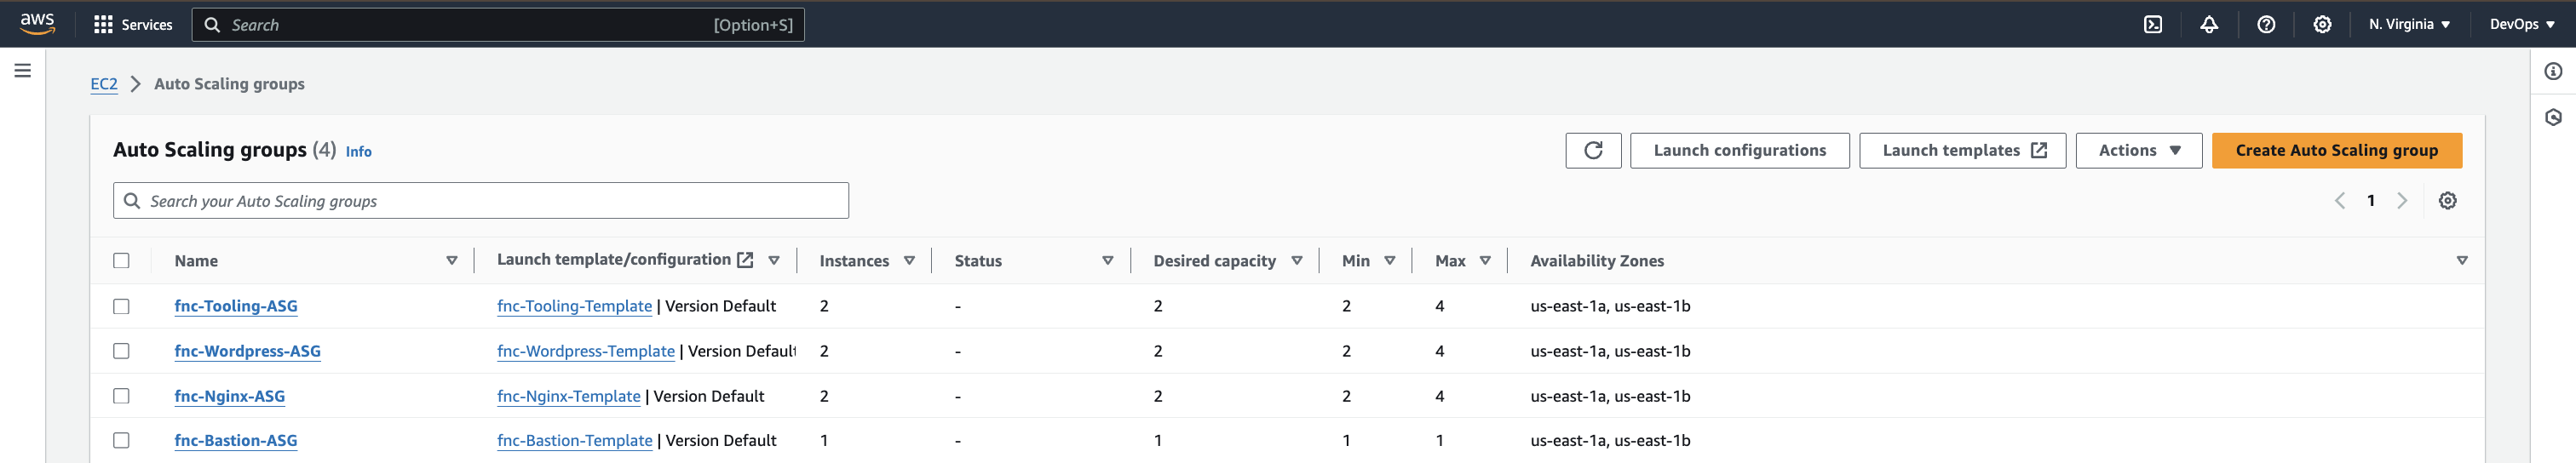 aws Services Search [Option+S] N. Virginia DevOps
EC2 Auto Scaling groups
Auto Scaling groups (4) Info Launch configurations Launch templates Actions Create Auto Scaling group
Search your Auto Scaling groups 1
Name Launch template/configuration Instances Status Desired capacity Min Max Availability Zones
fnc-Tooling-ASG fnc-Tooling-Template | Version Default 2 - 2 2 4 us-east-1a, us-east-1b
fnc-Wordpress-ASG fnc-Wordpress-Template | Version Default 2 - 2 2 4 us-east-1a, us-east-1b
fnc-Nginx-ASG fnc-Nginx-Template | Version Default 2 - 2 2 4 us-east-1a, us-east-1b
fnc-Bastion-ASG fnc-Bastion-Template | Version Default 1 - 1 1 1 us-east-1a, us-east-1b